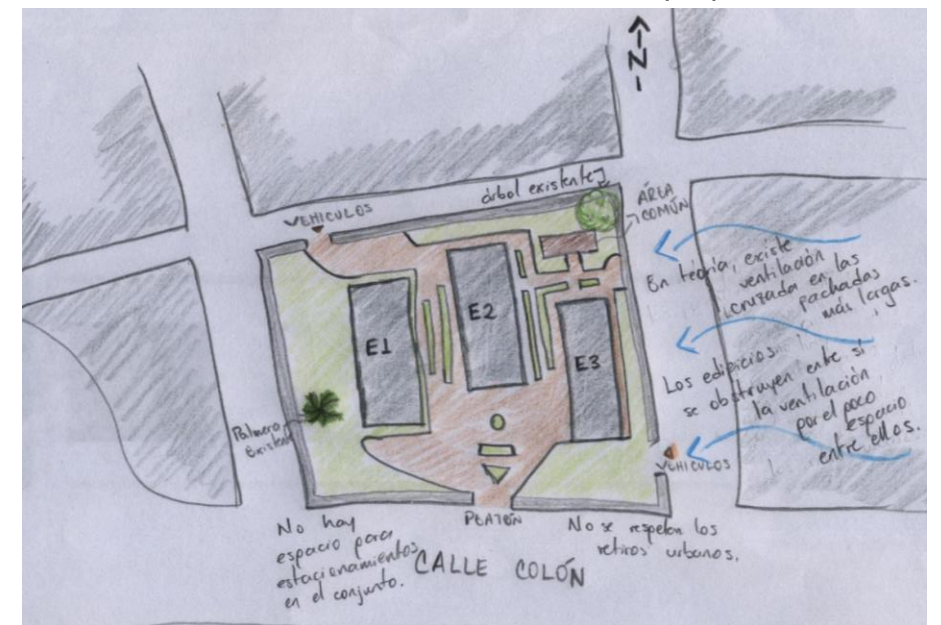 N
árbol existente
ÁREA
COMÚN
VEHICULOS
En teoría, existe
ventilación
cruzada en las
fachadas
más largas.
E1
E2
E3
Los edificios
se obstruyen entre sí
la ventilación
por el poco
espacio
entre ellos.
Palmera
Existente
VEHICULOS
PEATÓN
No hay
espacio para
estacionamientos
en el conjunto.
No se respetan los
retiros urbanos.
CALLE COLÓN